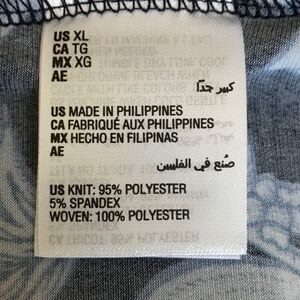 US XL
CA TG
MX XG
AE
كبير جداً
US MADE IN PHILIPPINES
CA FABRIQUÉ AUX PHILIPPINES
MX HECHO EN FILIPINAS
AE
صُنع في الفلبين
US KNIT: 95% POLYESTER
5% SPANDEX
WOVEN: 100% POLYESTER